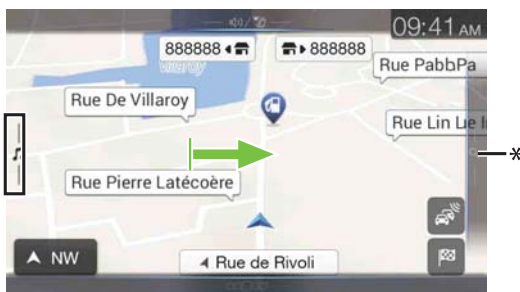 09:41 AM
888888
888888
Rue PabbPa
Rue De Villaroy
Rue Lin Lie
Rue Pierre Latécoère
NW
Rue de Rivoli
*